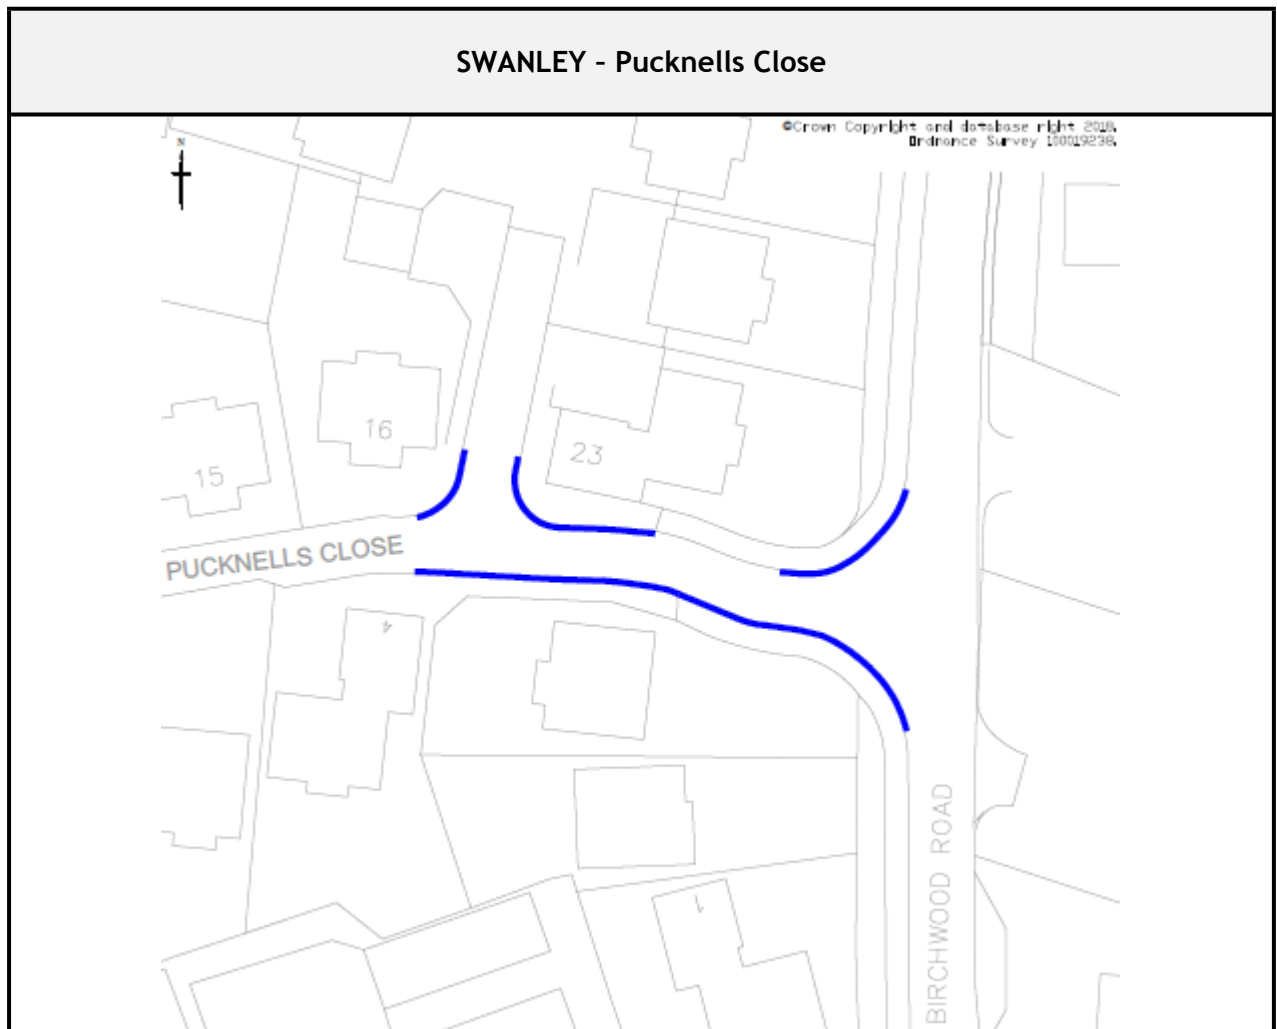 SWANLEY – Pucknells Close
©Crown Copyright and database right 2018.
Ordnance Survey 100019238.
N
16
23
15
PUCKNELLS CLOSE
4
BIRCHWOOD ROAD
1